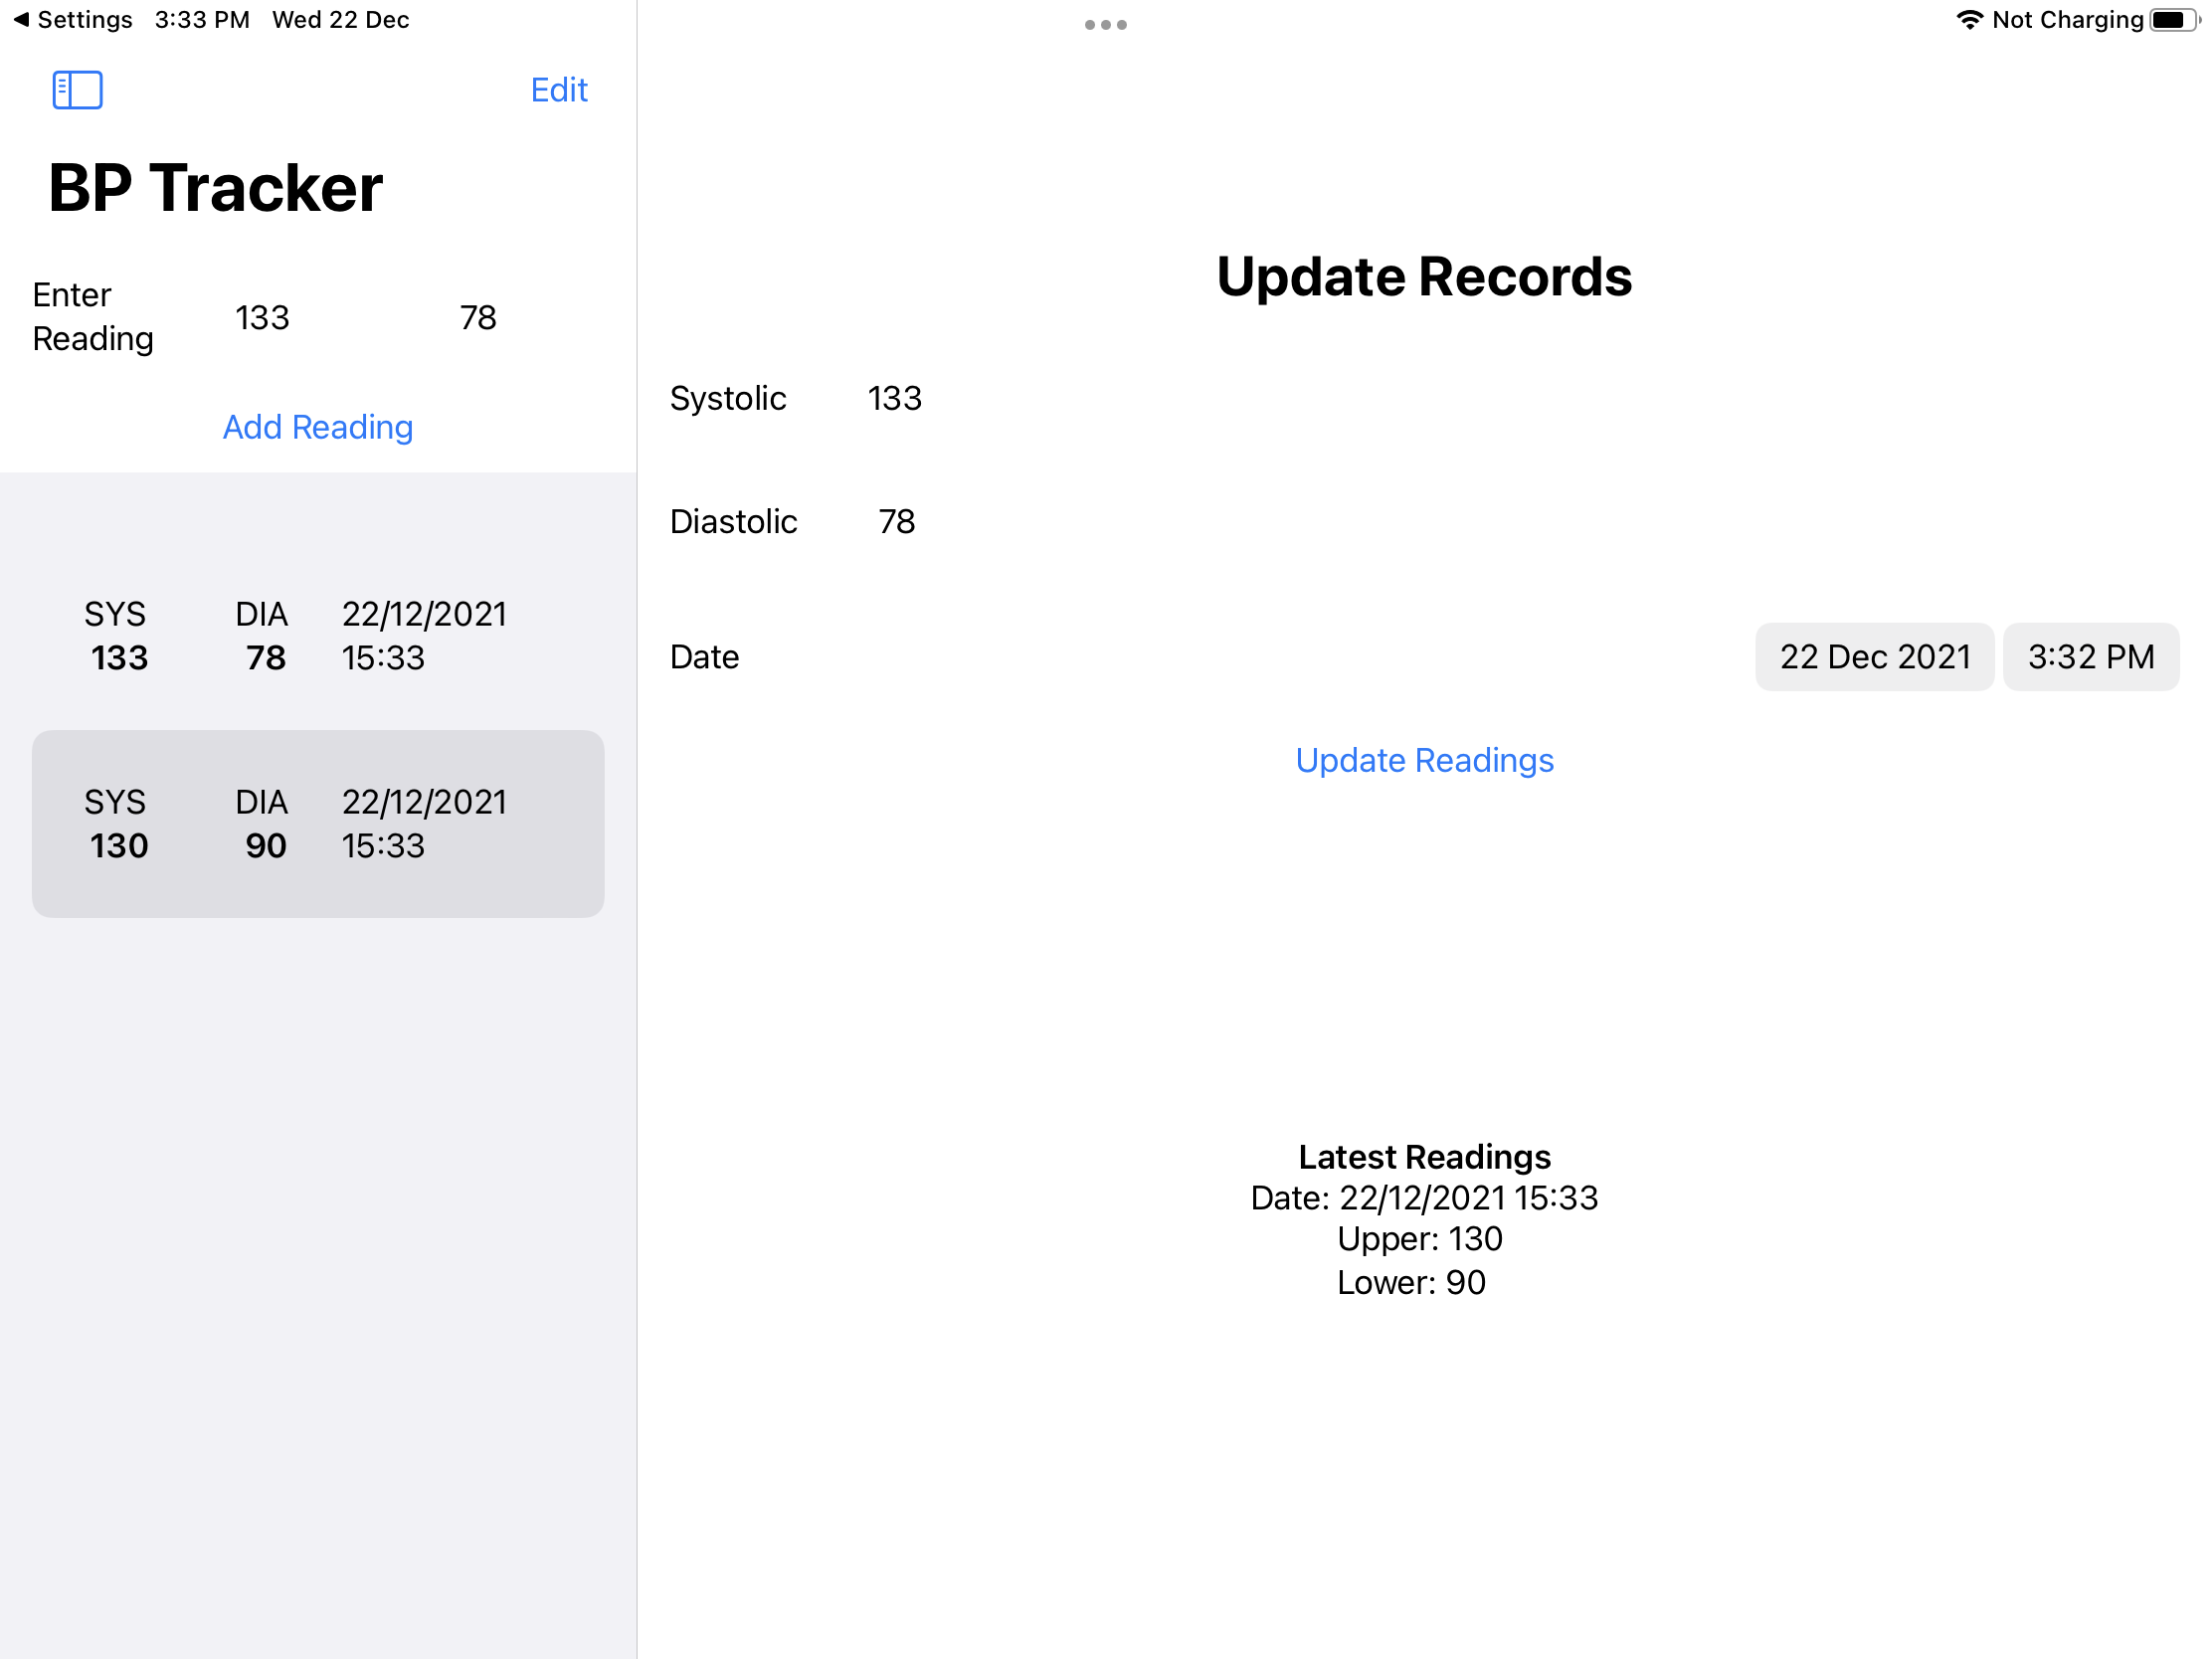 ◀ Settings 3:33 PM Wed 22 Dec
Not Charging
Edit
BP Tracker
Enter
Reading
133 78
Add Reading
SYS DIA 22/12/2021
133 78 15:33
SYS DIA 22/12/2021
130 90 15:33
Update Records
Systolic 133
Diastolic 78
Date 22 Dec 2021 3:32 PM
Update Readings
Latest Readings
Date: 22/12/2021 15:33
Upper: 130
Lower: 90